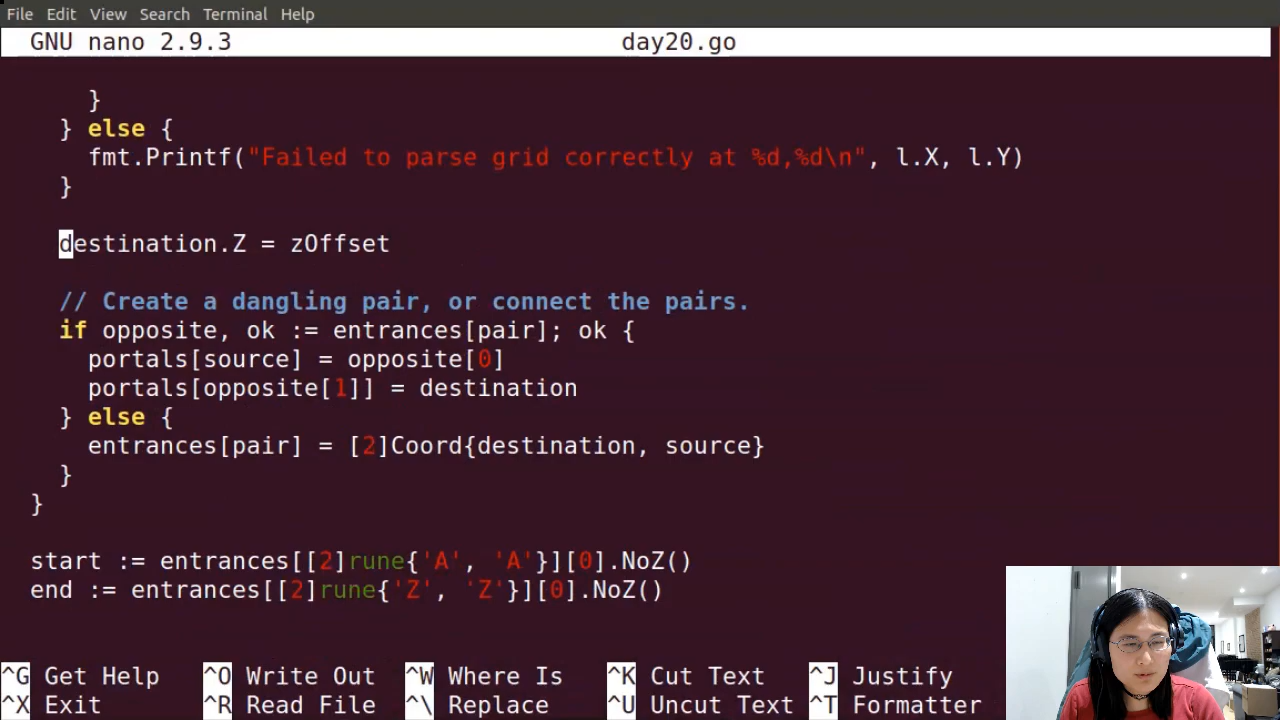 File Edit View Search Terminal Help
GNU nano 2.9.3 day20.go
}
} else {
fmt.Printf("Failed to parse grid correctly at %d,%d\n", l.X, l.Y)
}
destination.Z = zOffset
// Create a dangling pair, or connect the pairs.
if opposite, ok := entrances[pair]; ok {
portals[source] = opposite[0]
portals[opposite[1]] = destination
} else {
entrances[pair] = [2]Coord{destination, source}
}
}
start := entrances[[2]rune{'A', 'A'}][0].NoZ()
end := entrances[[2]rune{'Z', 'Z'}][0].NoZ()
^G Get Help ^O Write Out ^W Where Is ^K Cut Text ^J Justify
^X Exit ^R Read File ^\ Replace ^U Uncut Text ^T Formatter